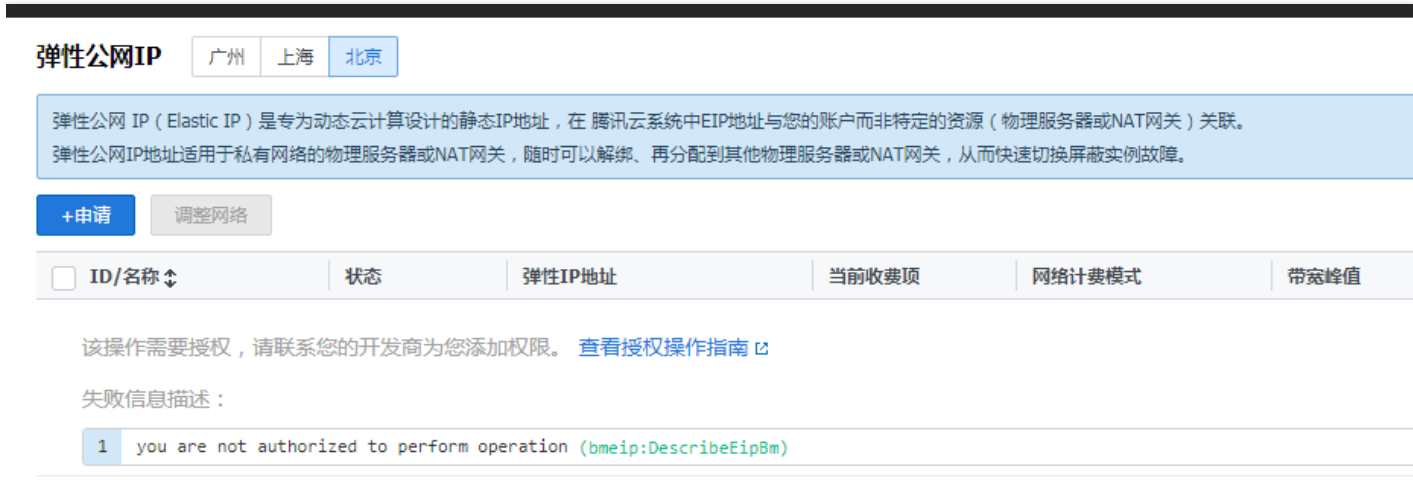 弹性公网IP 广州 上海 北京
弹性公网 IP ( Elastic IP ) 是专为动态云计算设计的静态IP地址，在 腾讯云系统中EIP地址与您的账户而非特定的资源（物理服务器或NAT网关）关联。
弹性公网IP地址适用于私有网络的物理服务器或NAT网关，随时可以解绑、再分配到其他物理服务器或NAT网关，从而快速切换屏蔽实例故障。
+申请 调整网络
ID/名称 状态 弹性IP地址 当前收费项 网络计费模式 带宽峰值
该操作需要授权，请联系您的开发商为您添加权限。 查看授权操作指南
失败信息描述：
1 you are not authorized to perform operation (bmeip:DescribeEipBm)